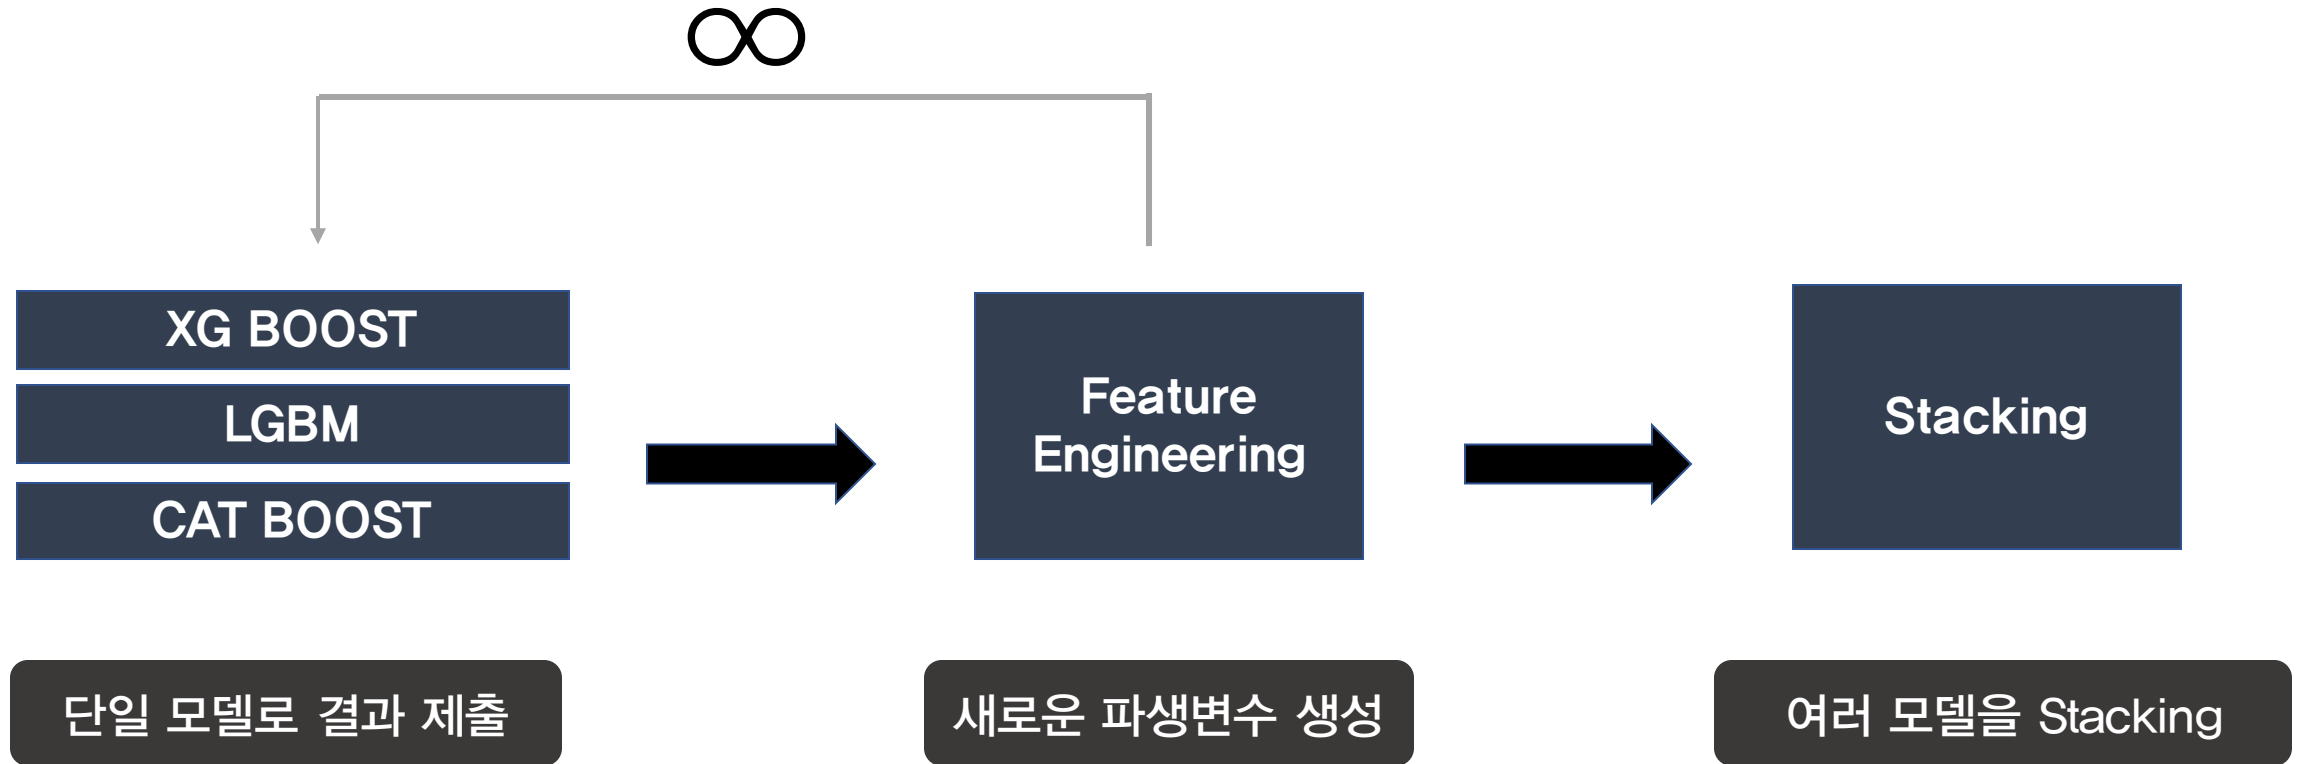 ∞
XG BOOST
LGBM
CAT BOOST
Feature
Engineering
Stacking
단일 모델로 결과 제출
새로운 파생변수 생성
여러 모델을 Stacking